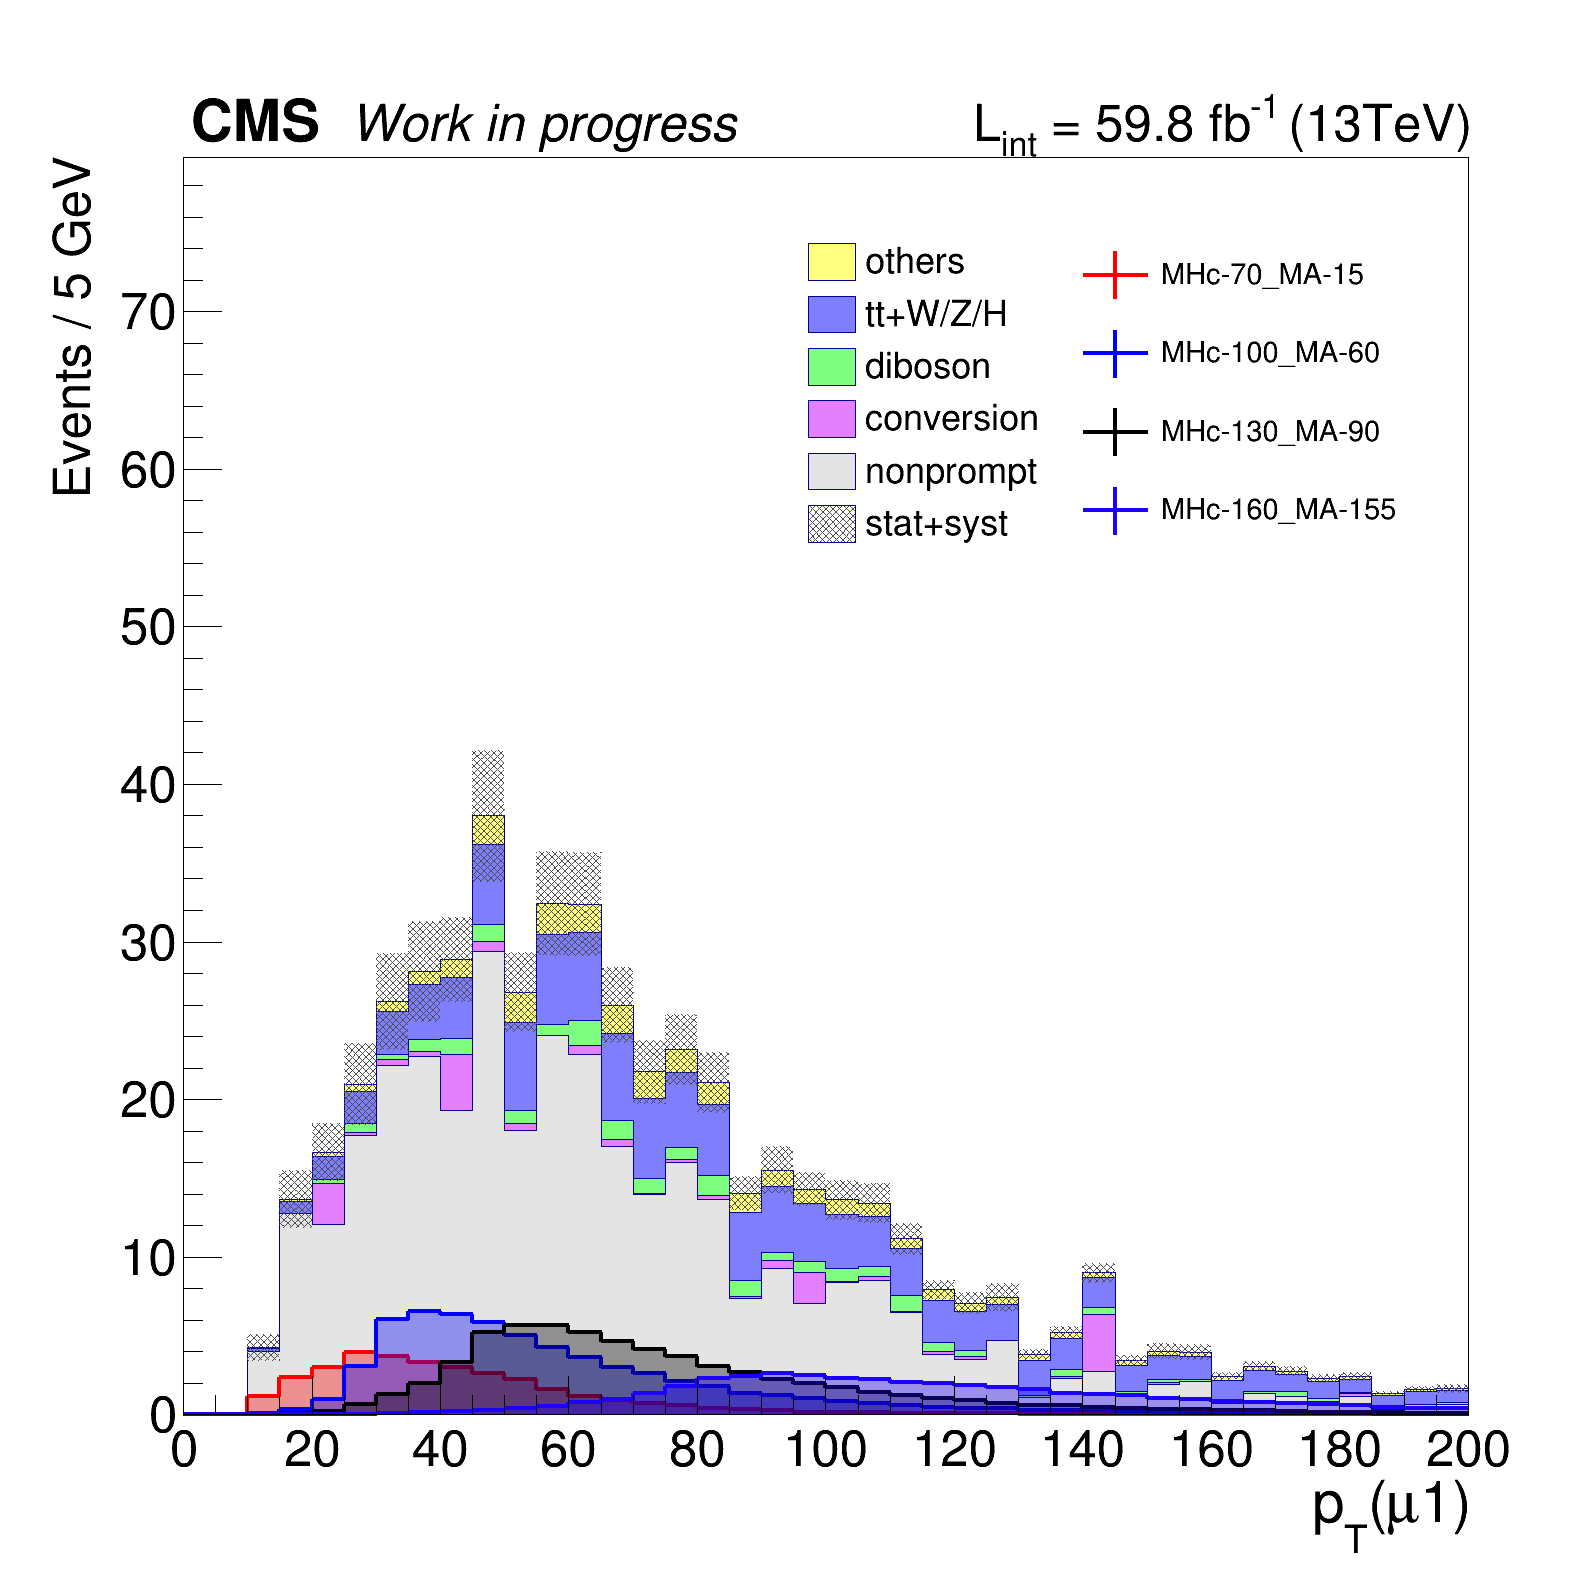 CMS Work in progress
L_int = 59.8 fb^-1 (13TeV)
Events / 5 GeV
70
60
50
40
30
20
10
0
others
tt+W/Z/H
diboson
conversion
nonprompt
stat+syst
MHc-70_MA-15
MHc-100_MA-60
MHc-130_MA-90
MHc-160_MA-155
0 20 40 60 80 100 120 140 160 180 200
p_T(μ1)